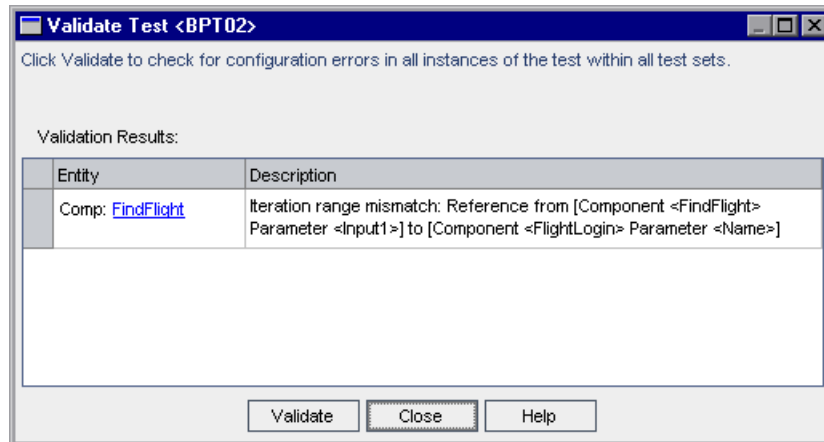 Validate Test <BPT02>
Click Validate to check for configuration errors in all instances of the test within all test sets.
Validation Results:
Entity Description
Comp: FindFlight Iteration range mismatch: Reference from [Component <FindFlight>
Parameter <Input1>] to [Component <FlightLogin> Parameter <Name>]
Validate Close Help